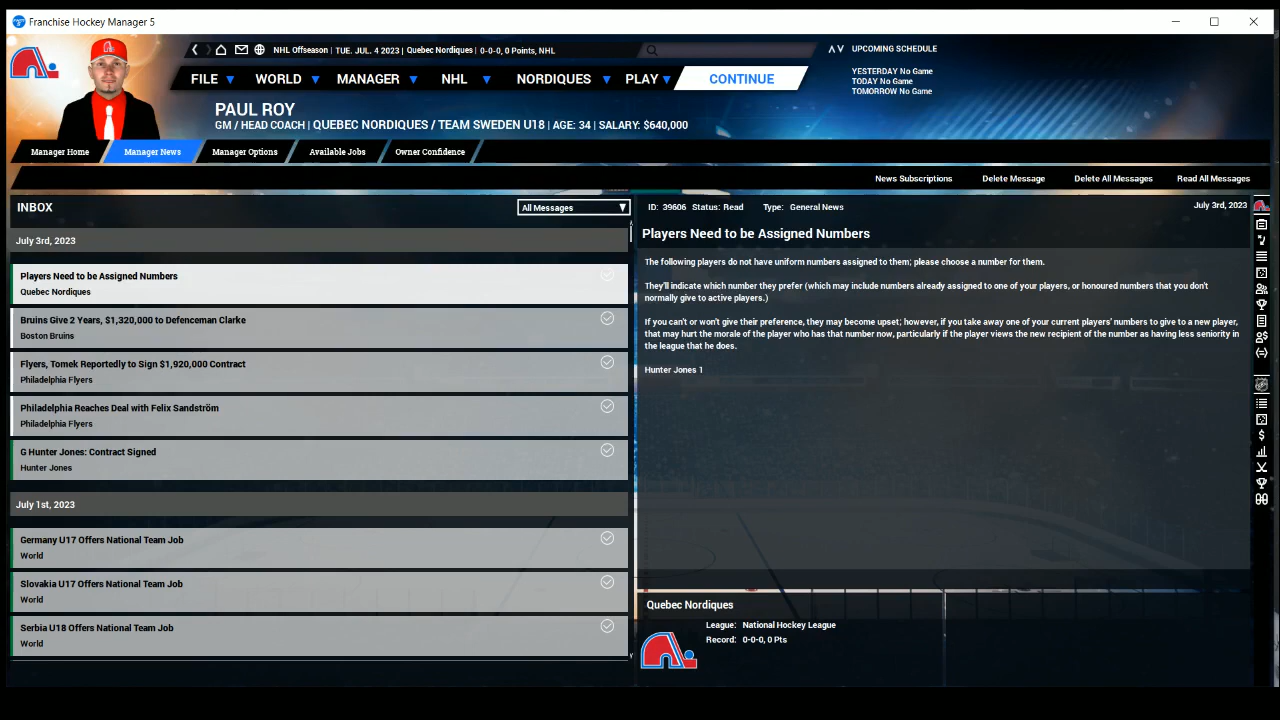 Franchise Hockey Manager 5
NHL Offseason | TUE. JUL. 4 2023 | Quebec Nordiques | 0-0-0, 0 Points, NHL
UPCOMING SCHEDULE
YESTERDAY No Game
TODAY No Game
TOMORROW No Game
FILE WORLD MANAGER NHL NORDIQUES PLAY CONTINUE
PAUL ROY
GM / HEAD COACH | QUEBEC NORDIQUES / TEAM SWEDEN U18 | AGE: 34 | SALARY: $640,000
Manager Home Manager News Manager Options Available Jobs Owner Confidence
News Subscriptions Delete Message Delete All Messages Read All Messages
INBOX
All Messages
July 3rd, 2023
Players Need to be Assigned Numbers
Quebec Nordiques
Bruins Give 2 Years, $1,320,000 to Defenceman Clarke
Boston Bruins
Flyers, Tomek Reportedly to Sign $1,920,000 Contract
Philadelphia Flyers
Philadelphia Reaches Deal with Felix Sandström
Philadelphia Flyers
G Hunter Jones: Contract Signed
Hunter Jones
July 1st, 2023
Germany U17 Offers National Team Job
World
Slovakia U17 Offers National Team Job
World
Serbia U18 Offers National Team Job
World
ID: 39606 Status: Read Type: General News
July 3rd, 2023
Players Need to be Assigned Numbers
The following players do not have uniform numbers assigned to them; please choose a number for them.
They'll indicate which number they prefer (which may include numbers already assigned to one of your players, or honoured numbers that you don't
normally give to active players.)
If you can't or won't give their preference, they may become upset; however, if you take away one of your current players' numbers to give to a new player,
that may hurt the morale of the player who has that number now, particularly if the player views the new recipient of the number as having less seniority in
the league that he does.
Hunter Jones 1
Quebec Nordiques
League: National Hockey League
Record: 0-0-0, 0 Pts